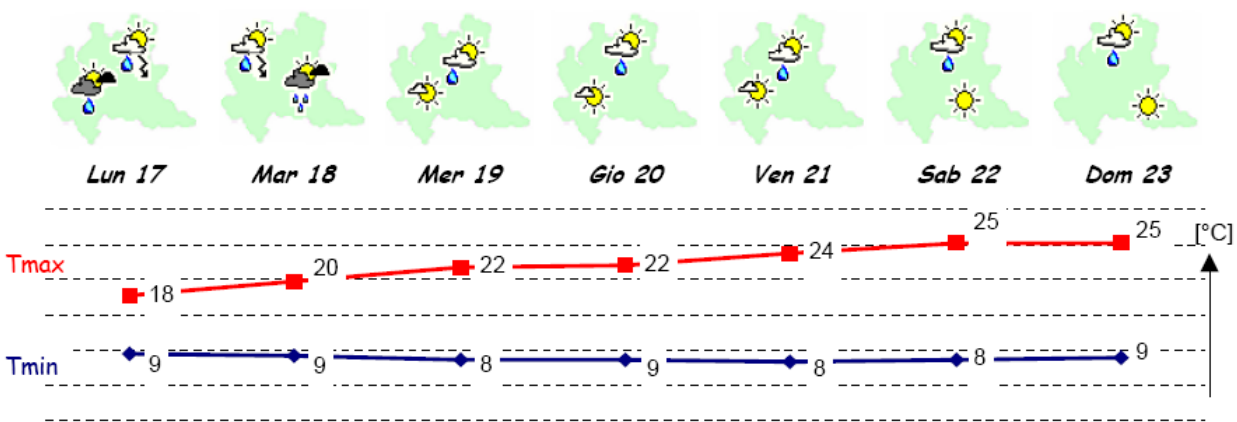 Lun 17 Mar 18 Mer 19 Gio 20 Ven 21 Sab 22 Dom 23
[°C]
Tmax 18 20 22 22 24 25 25
Tmin 9 9 8 9 8 8 9